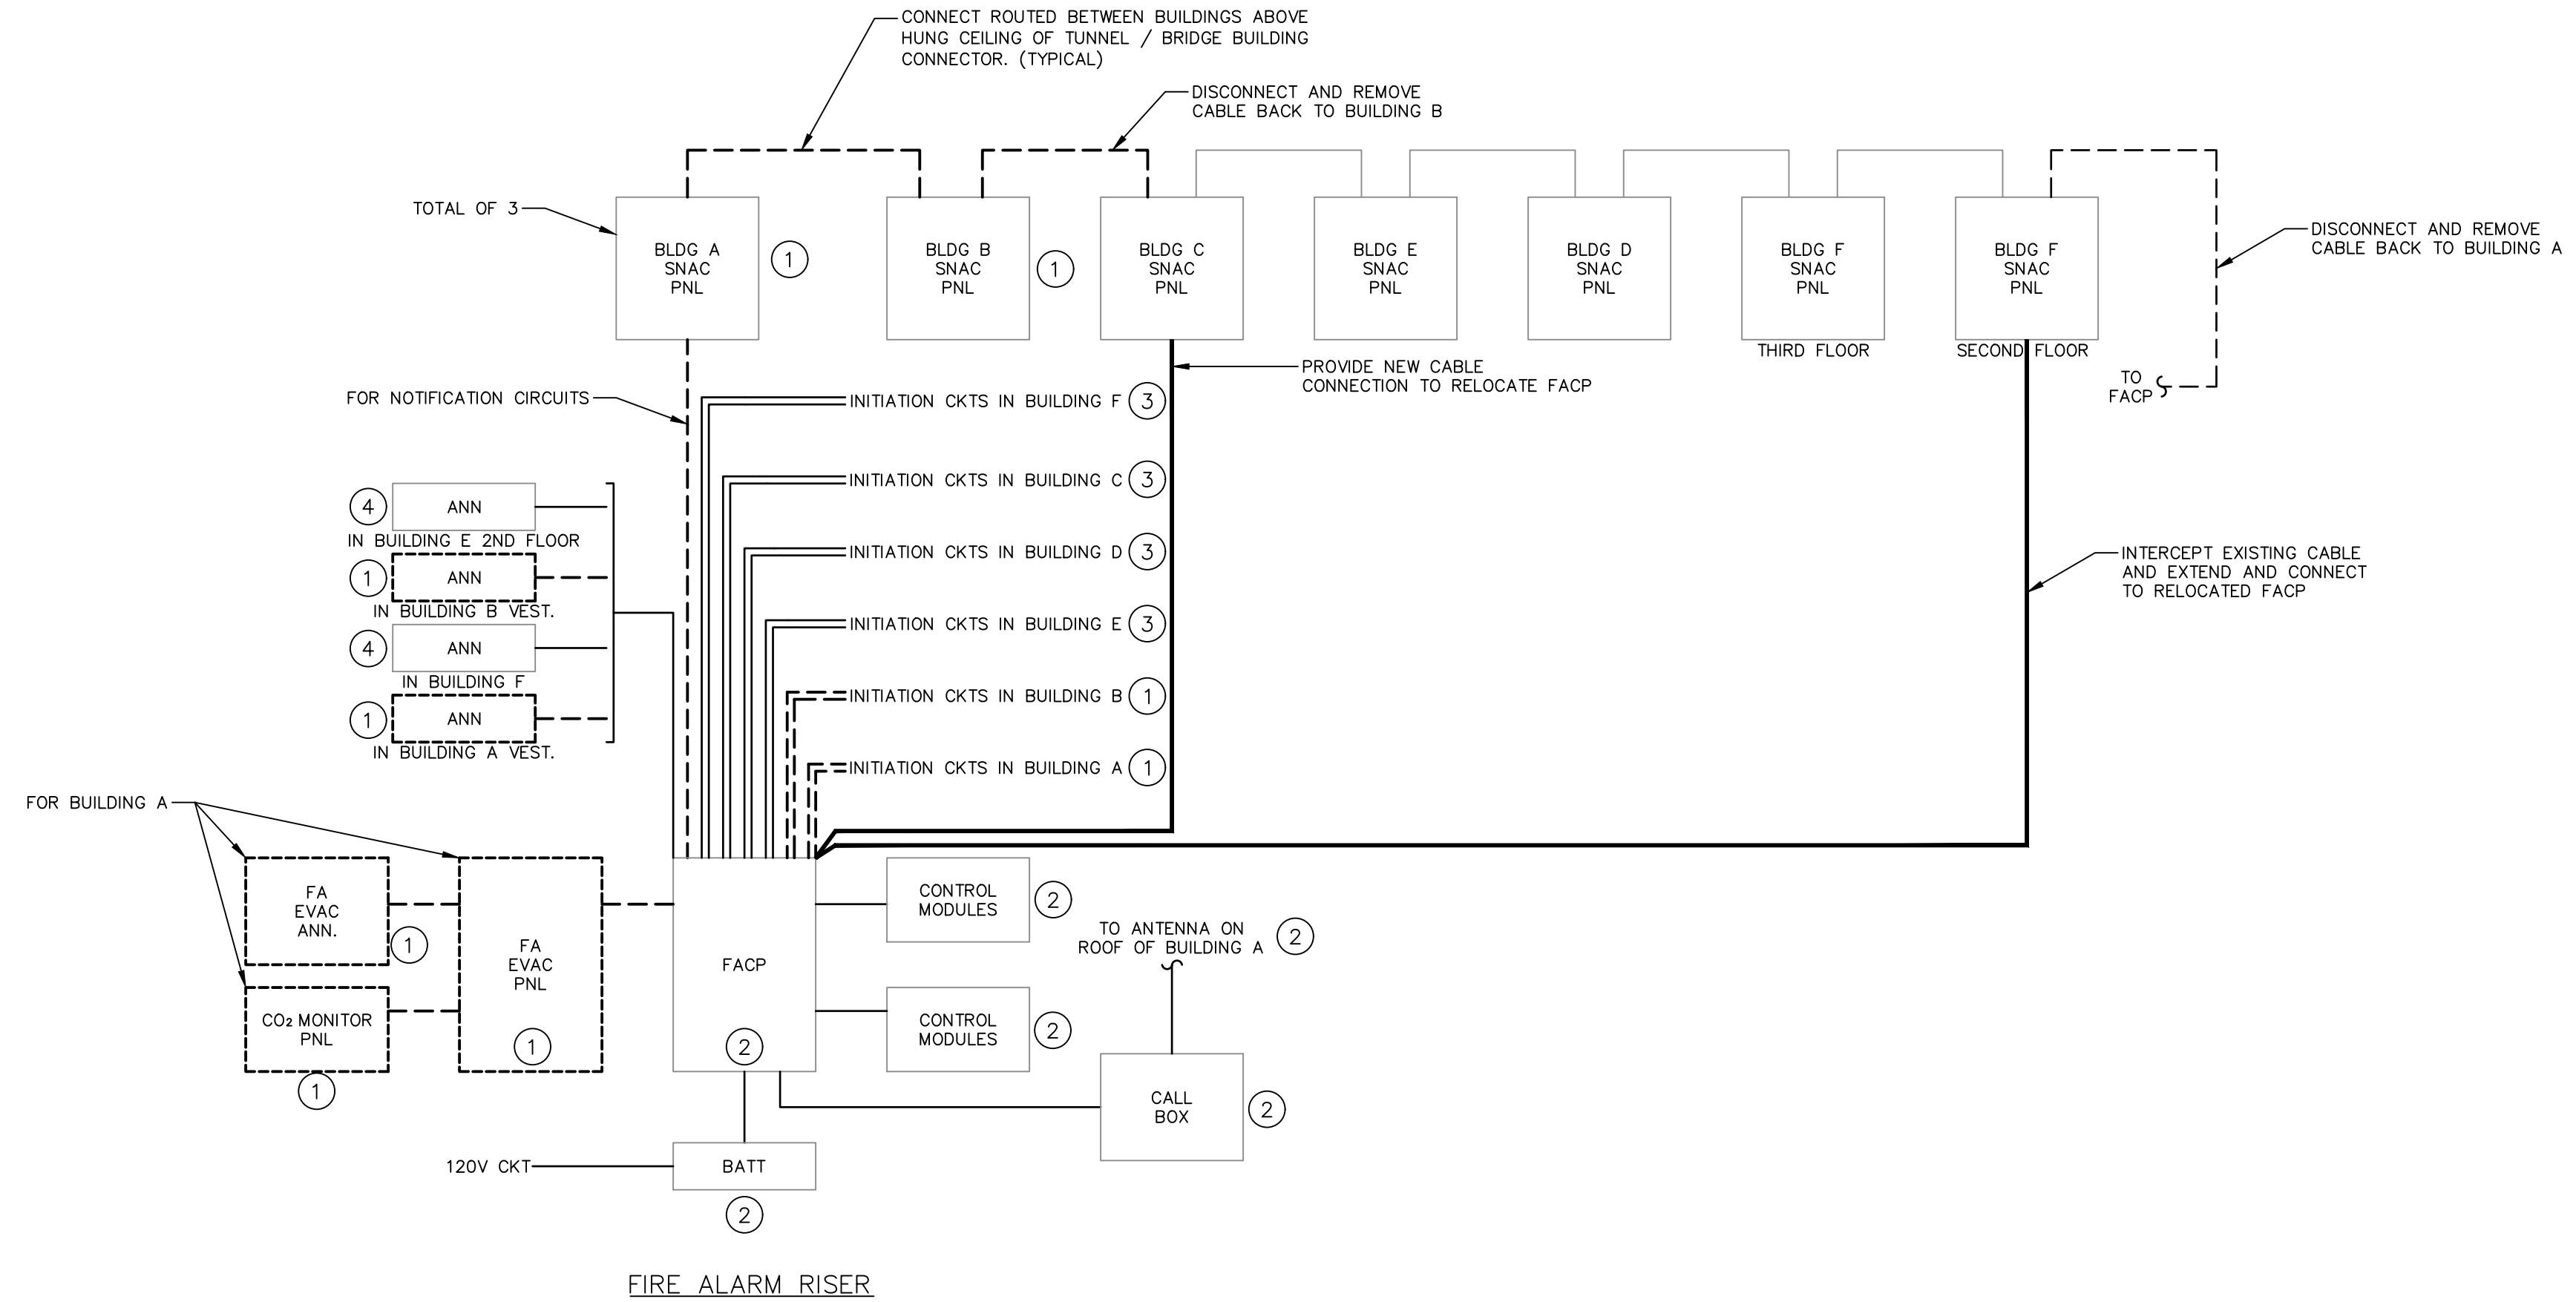 CONNECT ROUTED BETWEEN BUILDINGS ABOVE
HUNG CEILING OF TUNNEL / BRIDGE BUILDING
CONNECTOR. (TYPICAL)
DISCONNECT AND REMOVE
CABLE BACK TO BUILDING B
TOTAL OF 3
BLDG A
SNAC
PNL
1
BLDG B
SNAC
PNL
1
BLDG C
SNAC
PNL
BLDG E
SNAC
PNL
BLDG D
SNAC
PNL
BLDG F
SNAC
PNL
THIRD FLOOR
BLDG F
SNAC
PNL
SECOND FLOOR
DISCONNECT AND REMOVE
CABLE BACK TO BUILDING A
TO
FACP
PROVIDE NEW CABLE
CONNECTION TO RELOCATE FACP
FOR NOTIFICATION CIRCUITS
INITIATION CKTS IN BUILDING F 3
INITIATION CKTS IN BUILDING C 3
INITIATION CKTS IN BUILDING D 3
INITIATION CKTS IN BUILDING E 3
INITIATION CKTS IN BUILDING B 1
INITIATION CKTS IN BUILDING A 1
INTERCEPT EXISTING CABLE
AND EXTEND AND CONNECT
TO RELOCATED FACP
4 ANN
IN BUILDING E 2ND FLOOR
1 ANN
IN BUILDING B VEST.
4 ANN
IN BUILDING F
1 ANN
IN BUILDING A VEST.
FOR BUILDING A
FA
EVAC
ANN.
1
CO₂ MONITOR
PNL
1
FA
EVAC
PNL
1
FACP
2
CONTROL
MODULES
2
CONTROL
MODULES
2
TO ANTENNA ON
ROOF OF BUILDING A
2
CALL
BOX
2
120V CKT
BATT
2
FIRE ALARM RISER